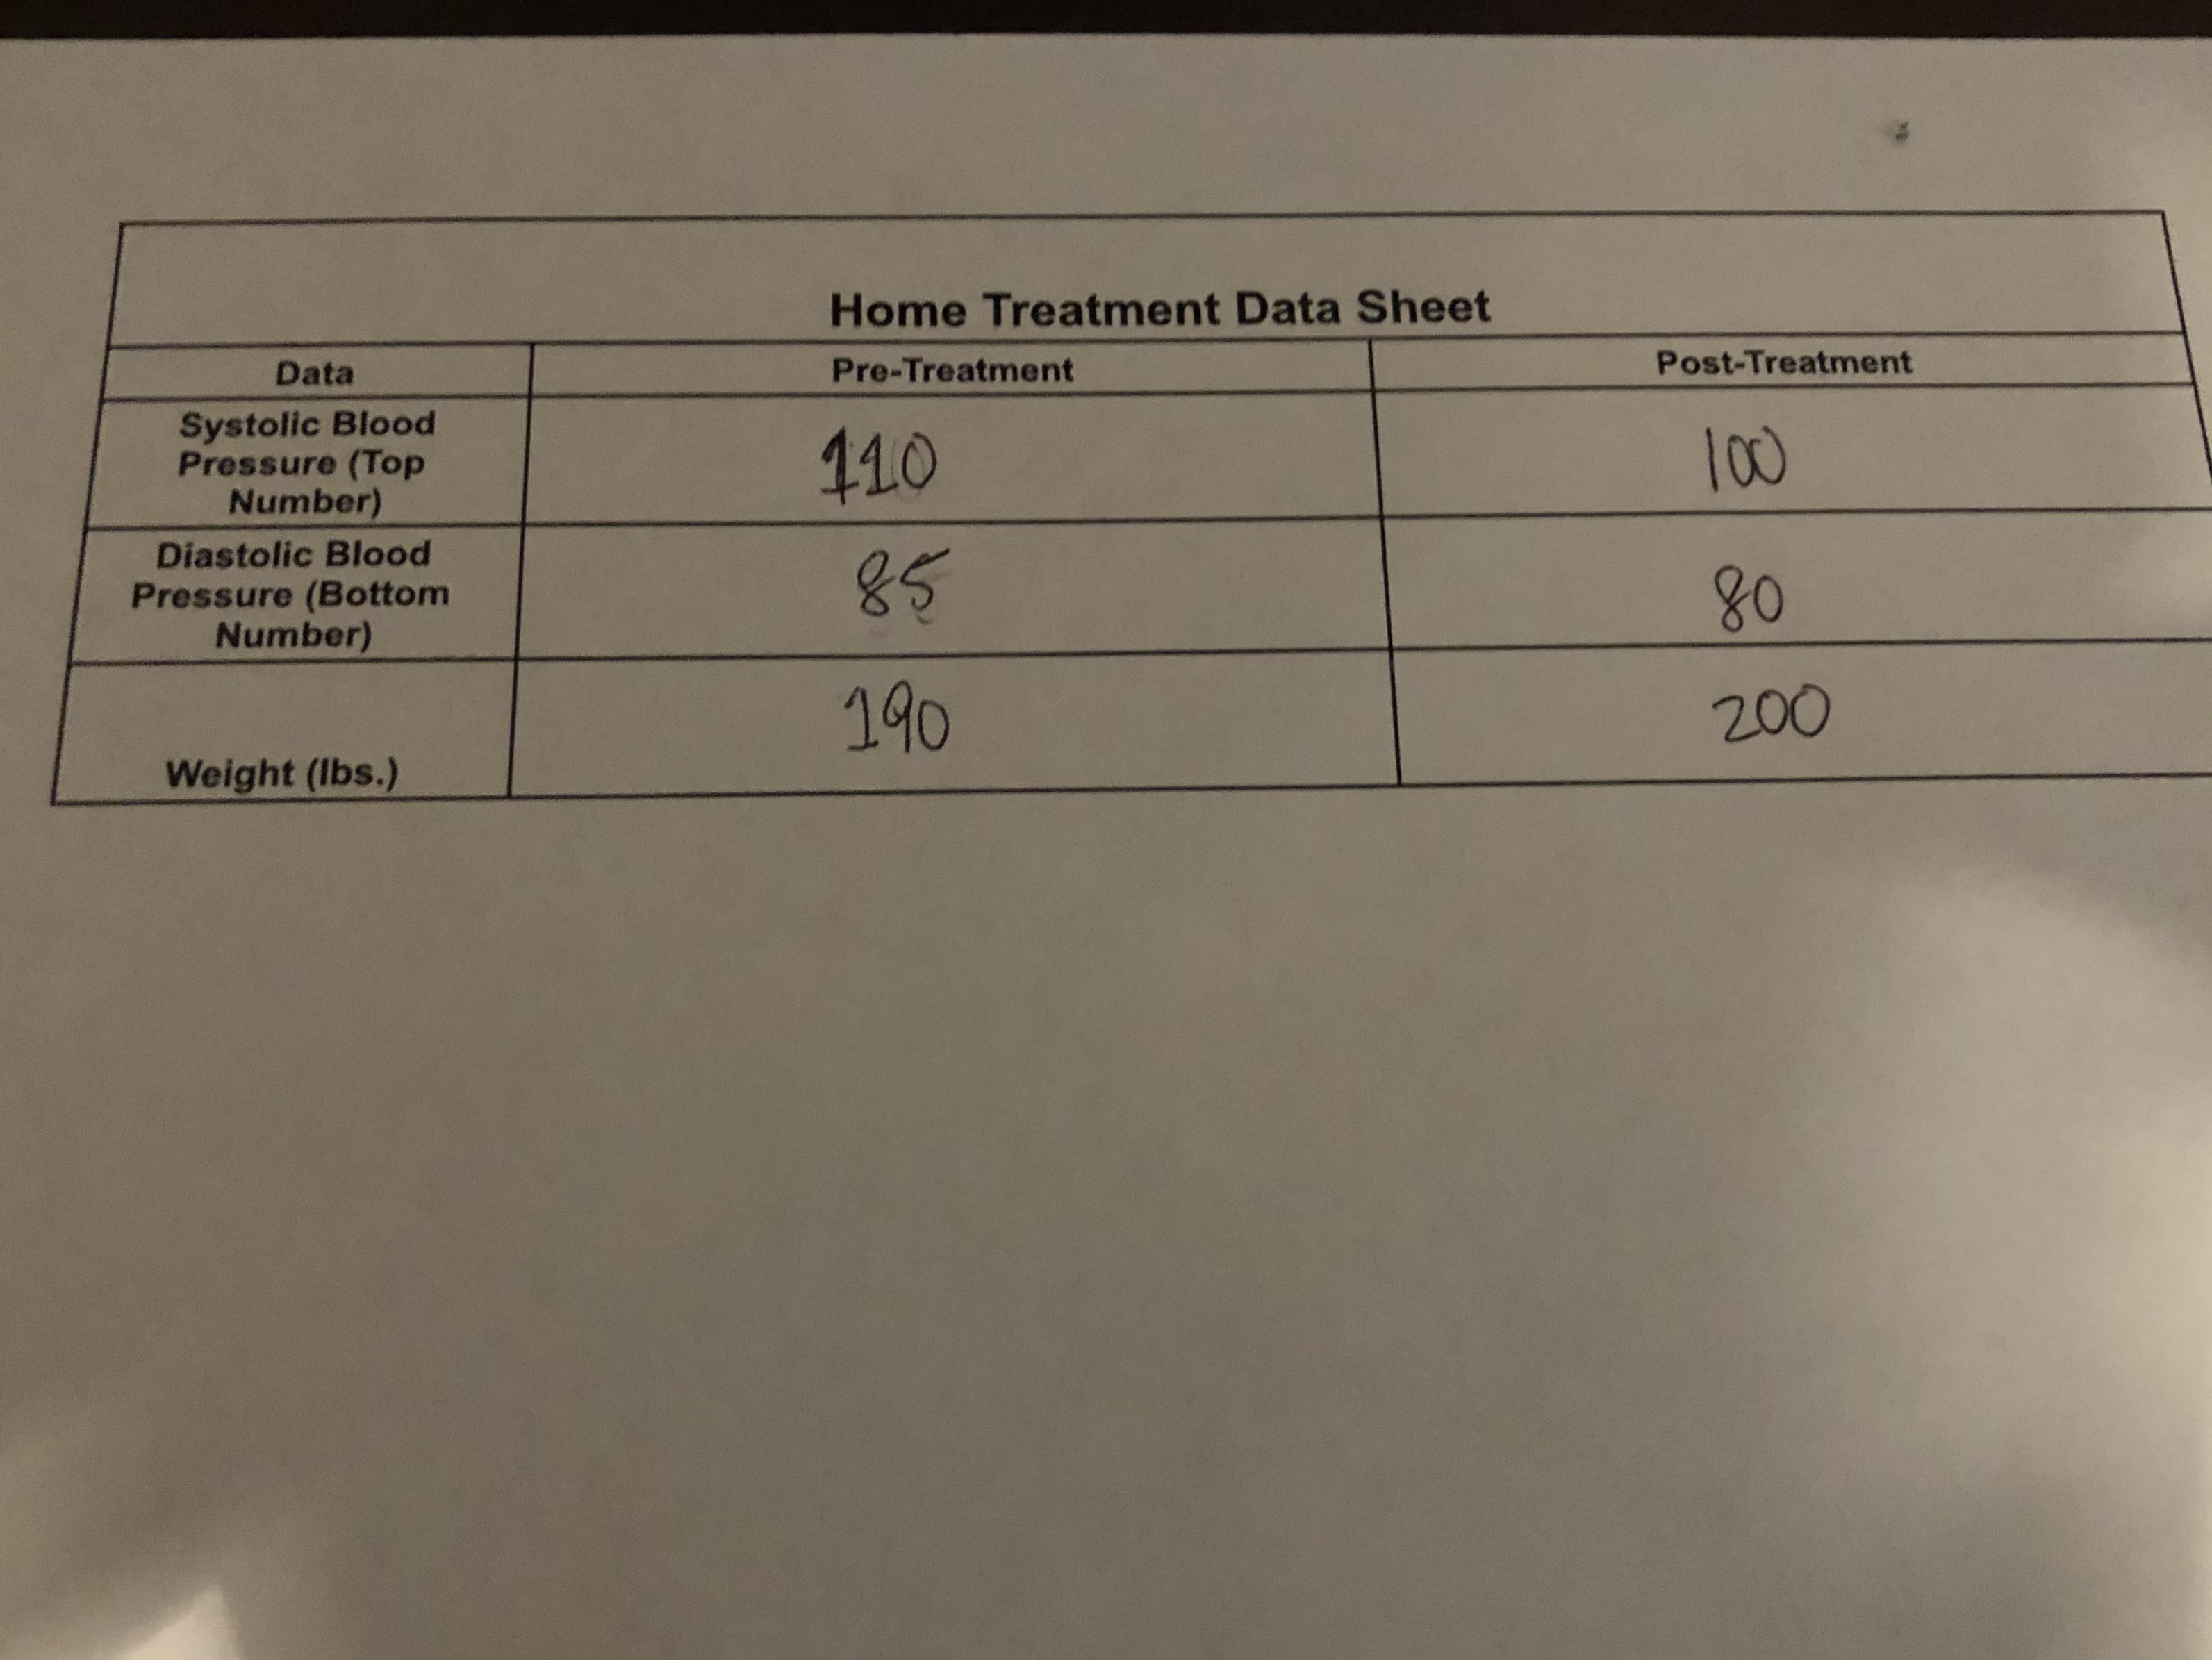 Home Treatment Data Sheet
Data Pre-Treatment Post-Treatment
Systolic Blood
Pressure (Top
Number)
110
100
Diastolic Blood
Pressure (Bottom
Number)
85
80
Weight (lbs.)
190
200